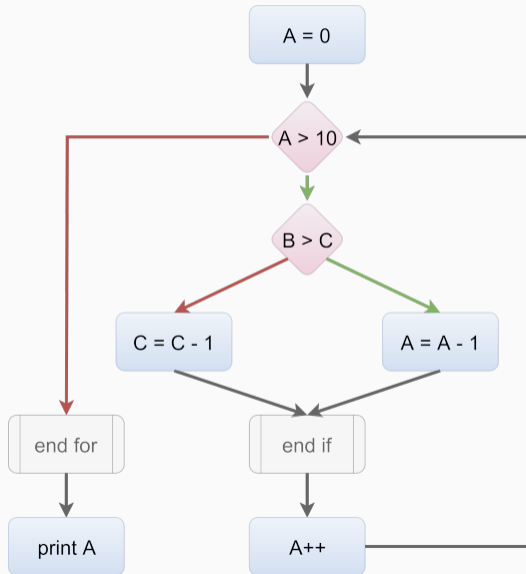 A = 0
A > 10
B > C
C = C - 1
A = A - 1
end for
end if
print A
A++